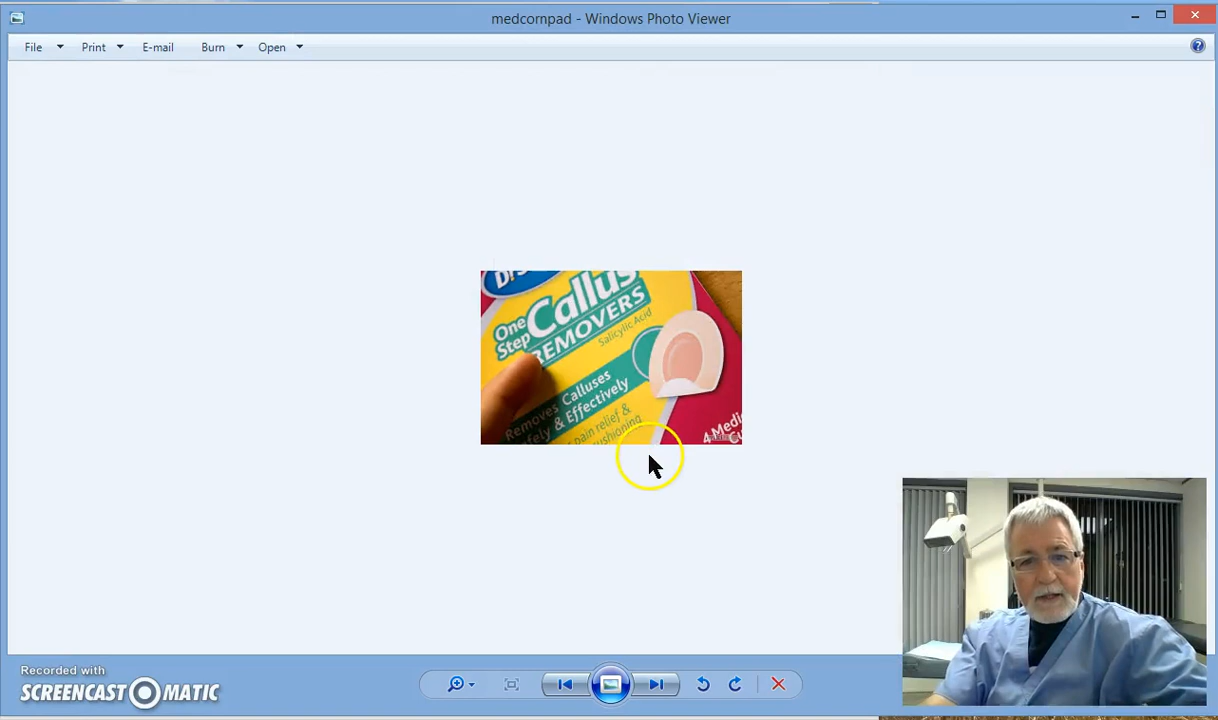 medcornpad - Windows Photo Viewer
File
Print
E-mail
Burn
Open
One
Step
Callus
REMOVERS
Salicylic Acid
Removes Calluses
& Effectively
pain relief &
Recorded with
SCREENCAST MATIC